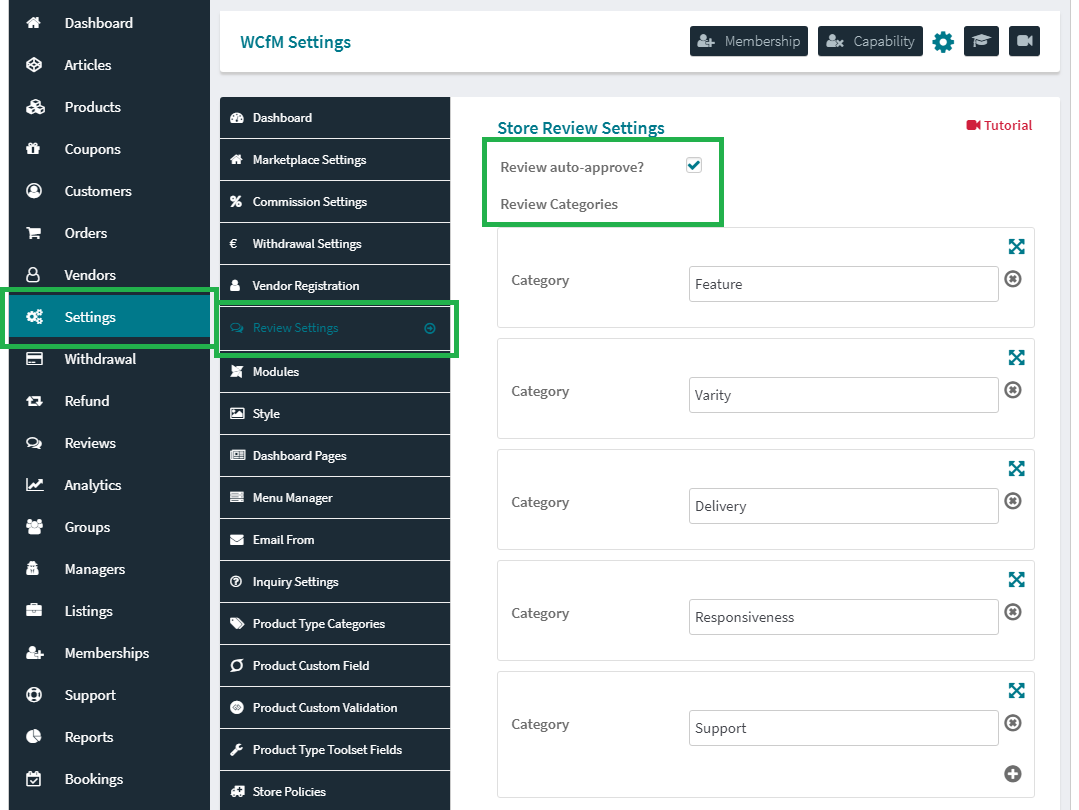 Dashboard
Articles
Products
Coupons
Customers
Orders
Vendors
Settings
Withdrawal
Refund
Reviews
Analytics
Groups
Managers
Listings
Memberships
Support
Reports
Bookings
WCfM Settings
Membership
Capability
Dashboard
Marketplace Settings
Commission Settings
€ Withdrawal Settings
Vendor Registration
Review Settings
Modules
Style
Dashboard Pages
Menu Manager
Email From
Inquiry Settings
Product Type Categories
Product Custom Field
Product Custom Validation
Product Type Toolset Fields
Store Policies
Store Review Settings
Tutorial
Review auto-approve?
Review Categories
Category Feature
Category Varity
Category Delivery
Category Responsiveness
Category Support